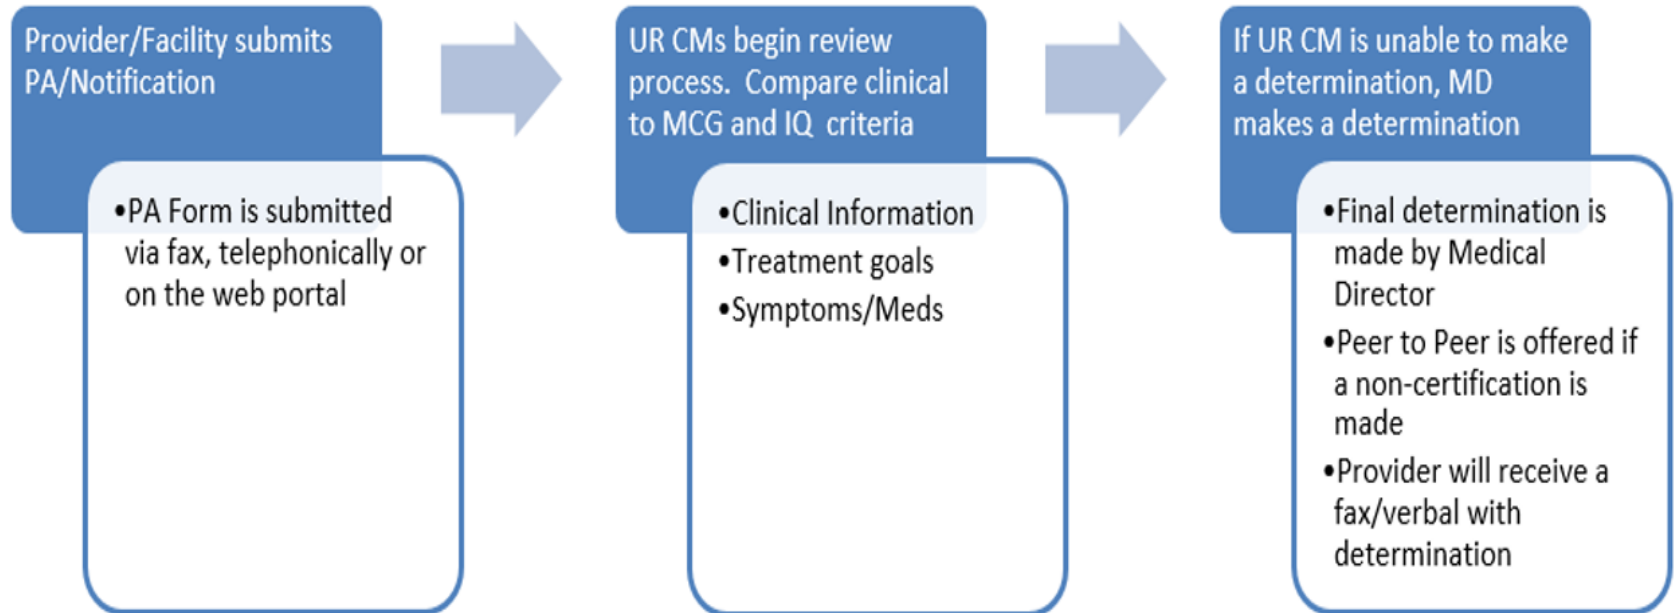 Provider/Facility submits
PA/Notification
•PA Form is submitted
via fax, telephonically or
on the web portal
UR CMs begin review
process.  Compare clinical
to MCG and IQ  criteria
•Clinical Information
•Treatment goals
•Symptoms/Meds
If UR CM is unable to make
a determination, MD
makes a determination
•Final determination is
made by Medical
Director
•Peer to Peer is offered if
a non-certification is
made
•Provider will receive a
fax/verbal with
determination